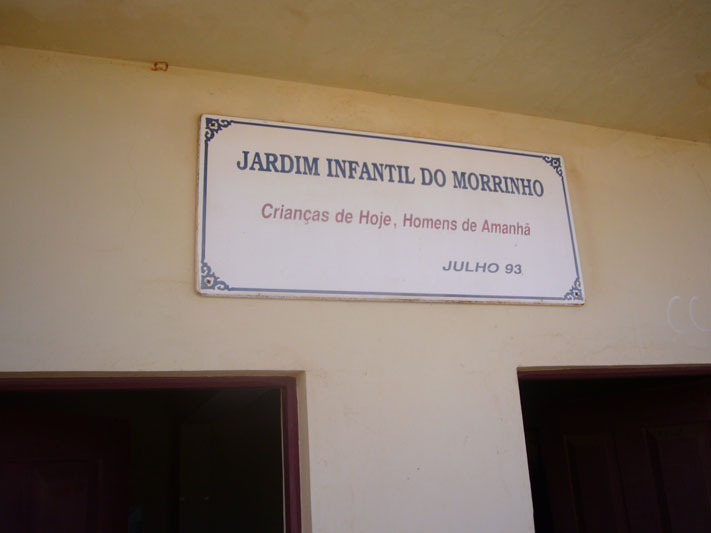 JARDIM INFANTIL DO MORRINHO
Crianças de Hoje, Homens de Amanhã
JULHO 93